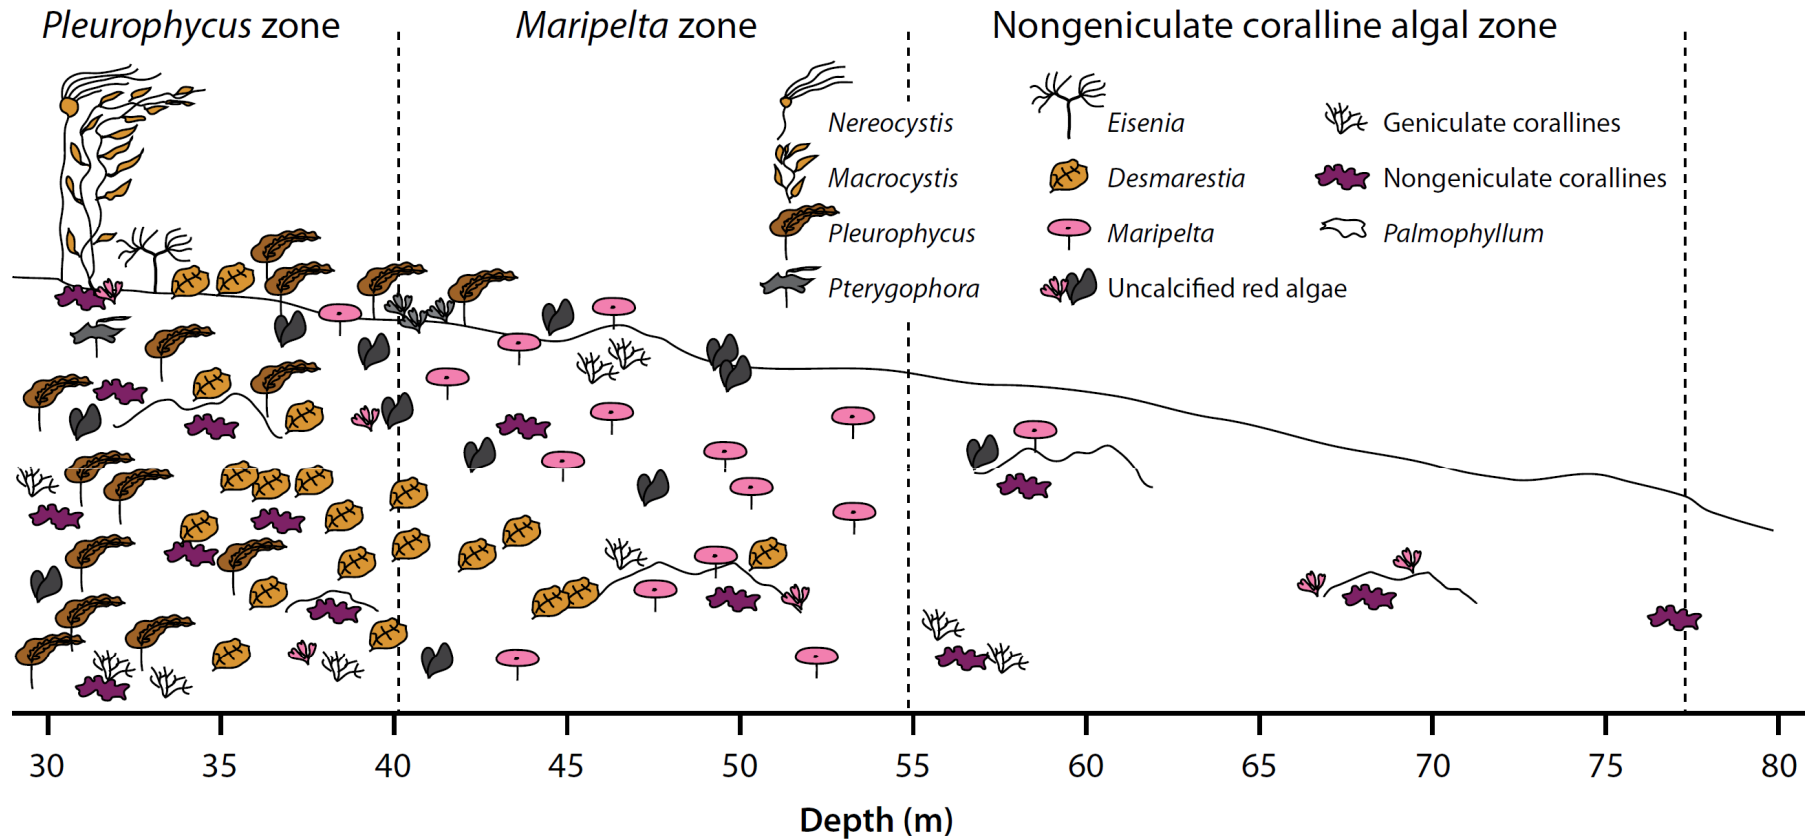 Pleurophycus zone
Maripelta zone
Nongeniculate coralline algal zone
Nereocystis
Macrocystis
Pleurophycus
Pterygophora
Eisenia
Desmarestia
Maripelta
Uncalcified red algae
Geniculate corallines
Nongeniculate corallines
Palmophyllum
30 35 40 45 50 55 60 65 70 75 80
Depth (m)